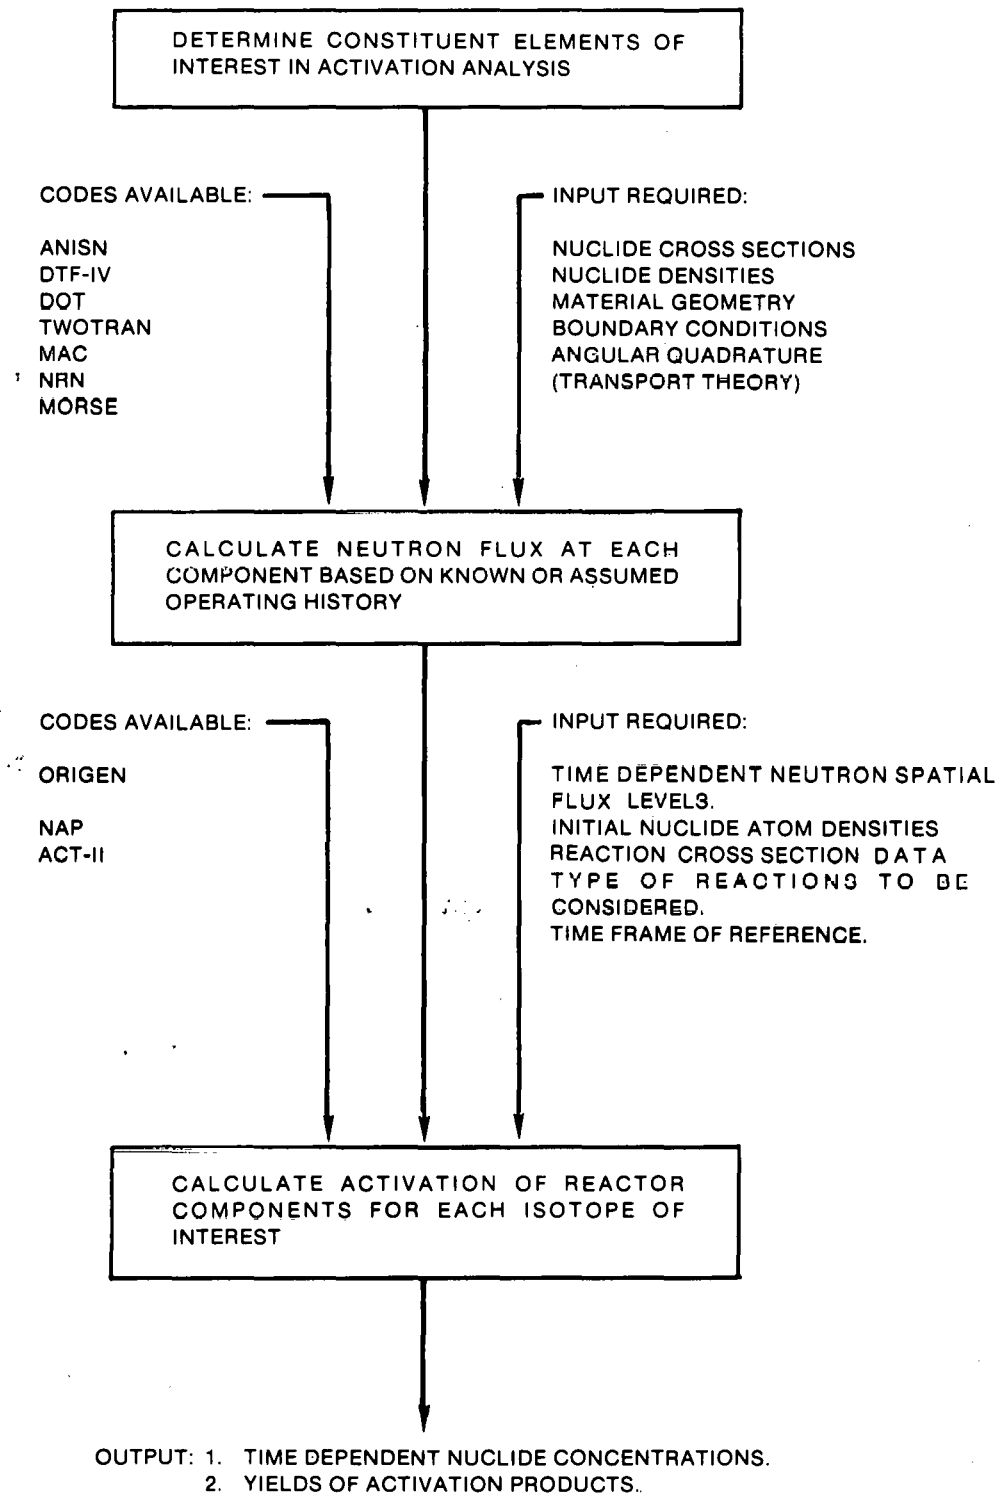 DETERMINE CONSTITUENT ELEMENTS OF
INTEREST IN ACTIVATION ANALYSIS
CODES AVAILABLE:
ANISN
DTF-IV
DOT
TWOTRAN
MAC
NRN
MORSE
INPUT REQUIRED:
NUCLIDE CROSS SECTIONS
NUCLIDE DENSITIES
MATERIAL GEOMETRY
BOUNDARY CONDITIONS
ANGULAR QUADRATURE
(TRANSPORT THEORY)
CALCULATE NEUTRON FLUX AT EACH
COMPONENT BASED ON KNOWN OR ASSUMED
OPERATING HISTORY
CODES AVAILABLE:
ORIGEN
NAP
ACT-II
INPUT REQUIRED:
TIME DEPENDENT NEUTRON SPATIAL
FLUX LEVELS.
INITIAL NUCLIDE ATOM DENSITIES
REACTION CROSS SECTION DATA
TYPE OF REACTIONS TO BE
CONSIDERED.
TIME FRAME OF REFERENCE.
CALCULATE ACTIVATION OF REACTOR
COMPONENTS FOR EACH ISOTOPE OF
INTEREST
OUTPUT: 1. TIME DEPENDENT NUCLIDE CONCENTRATIONS.
2. YIELDS OF ACTIVATION PRODUCTS.